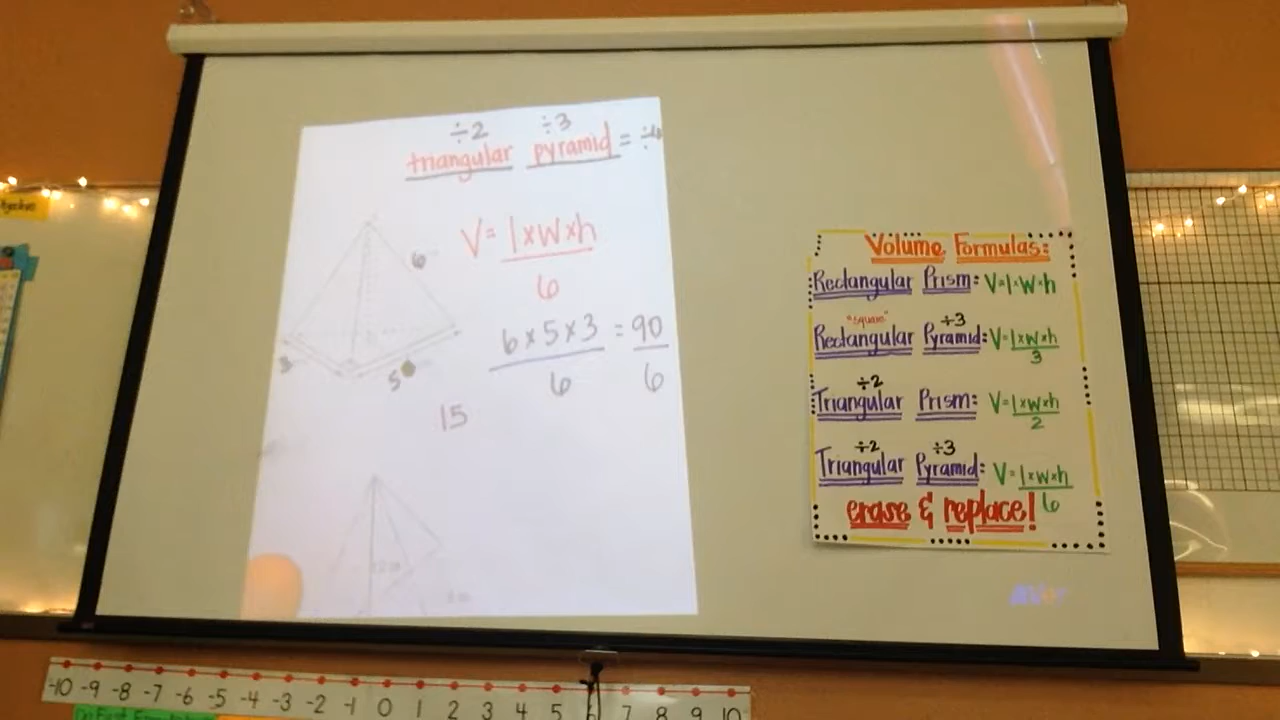 ÷2 ÷3
triangular pyramid =
V= l×w×h
6
6
6×5×3 = 90
6 6
3
5
15
Volume Formulas:
Rectangular Prism: V=l×w×h
"square" ÷3
Rectangular Pyramid: V=l×w×h
3
÷2
Triangular Prism: V=l×w×h
2
÷2 ÷3
Triangular Pyramid: V=l×w×h
6
erase & replace!
-10 -9 -8 -7 -6 -5 -4 -3 -2 -1 0 1 2 3 4 5 6 7 8 9 10